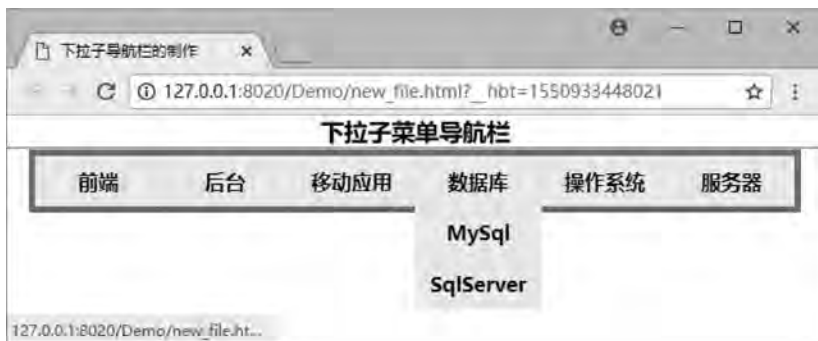 下拉子导航栏的制作
127.0.0.1:8020/Demo/new_file.html?__hbt=1550933448021
下拉子菜单导航栏
前端 后台 移动应用 数据库 操作系统 服务器
MySql
SqlServer
127.0.0.1:8020/Demo/new_file.ht...